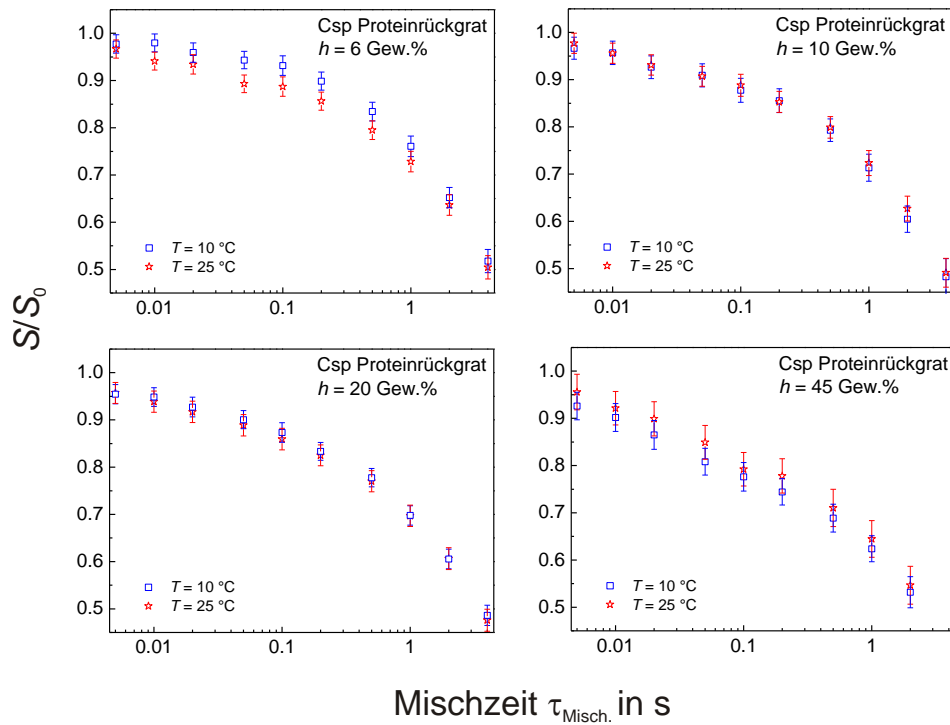 Csp Proteinrückgrat
h = 6 Gew.%
1.0
0.9
0.8
0.7
0.6
0.5
T = 10 °C
T = 25 °C
0.01
0.1
1
Csp Proteinrückgrat
h = 10 Gew.%
1.0
0.9
0.8
0.7
0.6
0.5
T = 10 °C
T = 25 °C
0.01
0.1
1
S/S0
Csp Proteinrückgrat
h = 20 Gew.%
1.0
0.9
0.8
0.7
0.6
0.5
T = 10 °C
T = 25 °C
0.01
0.1
1
Csp Proteinrückgrat
h = 45 Gew.%
1.0
0.9
0.8
0.7
0.6
0.5
T = 10 °C
T = 25 °C
0.01
0.1
1
Mischzeit τMisch. in s